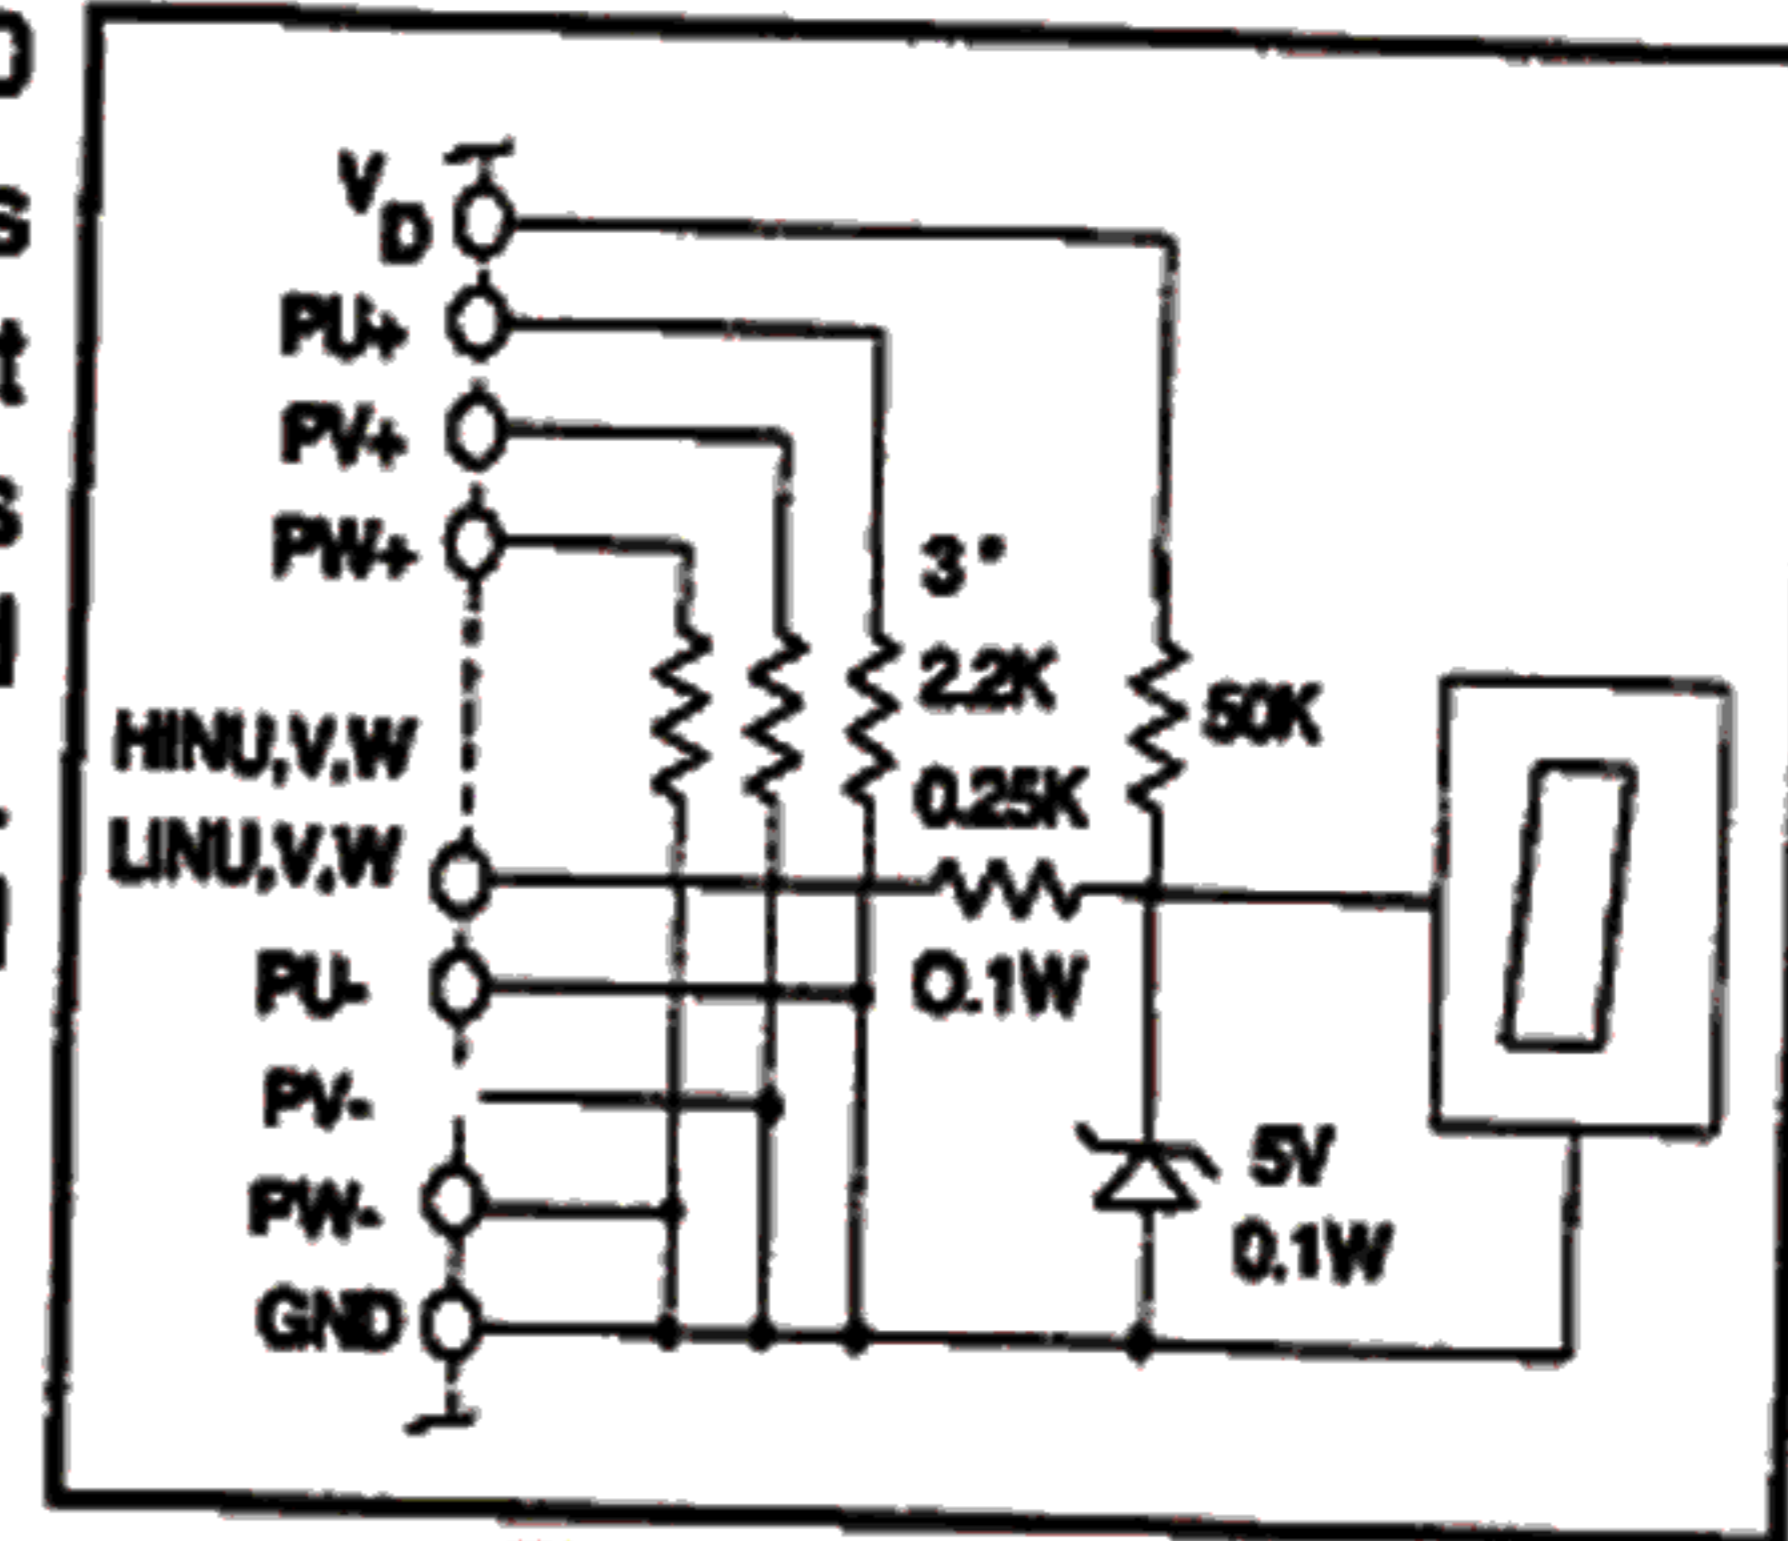 V
D
PU+
PV+
PW+
3*
2.2K
50K
HINU,V,W
0.25K
LINU,V,W
PU-
0.1W
PV-
5V
PW-
0.1W
GND